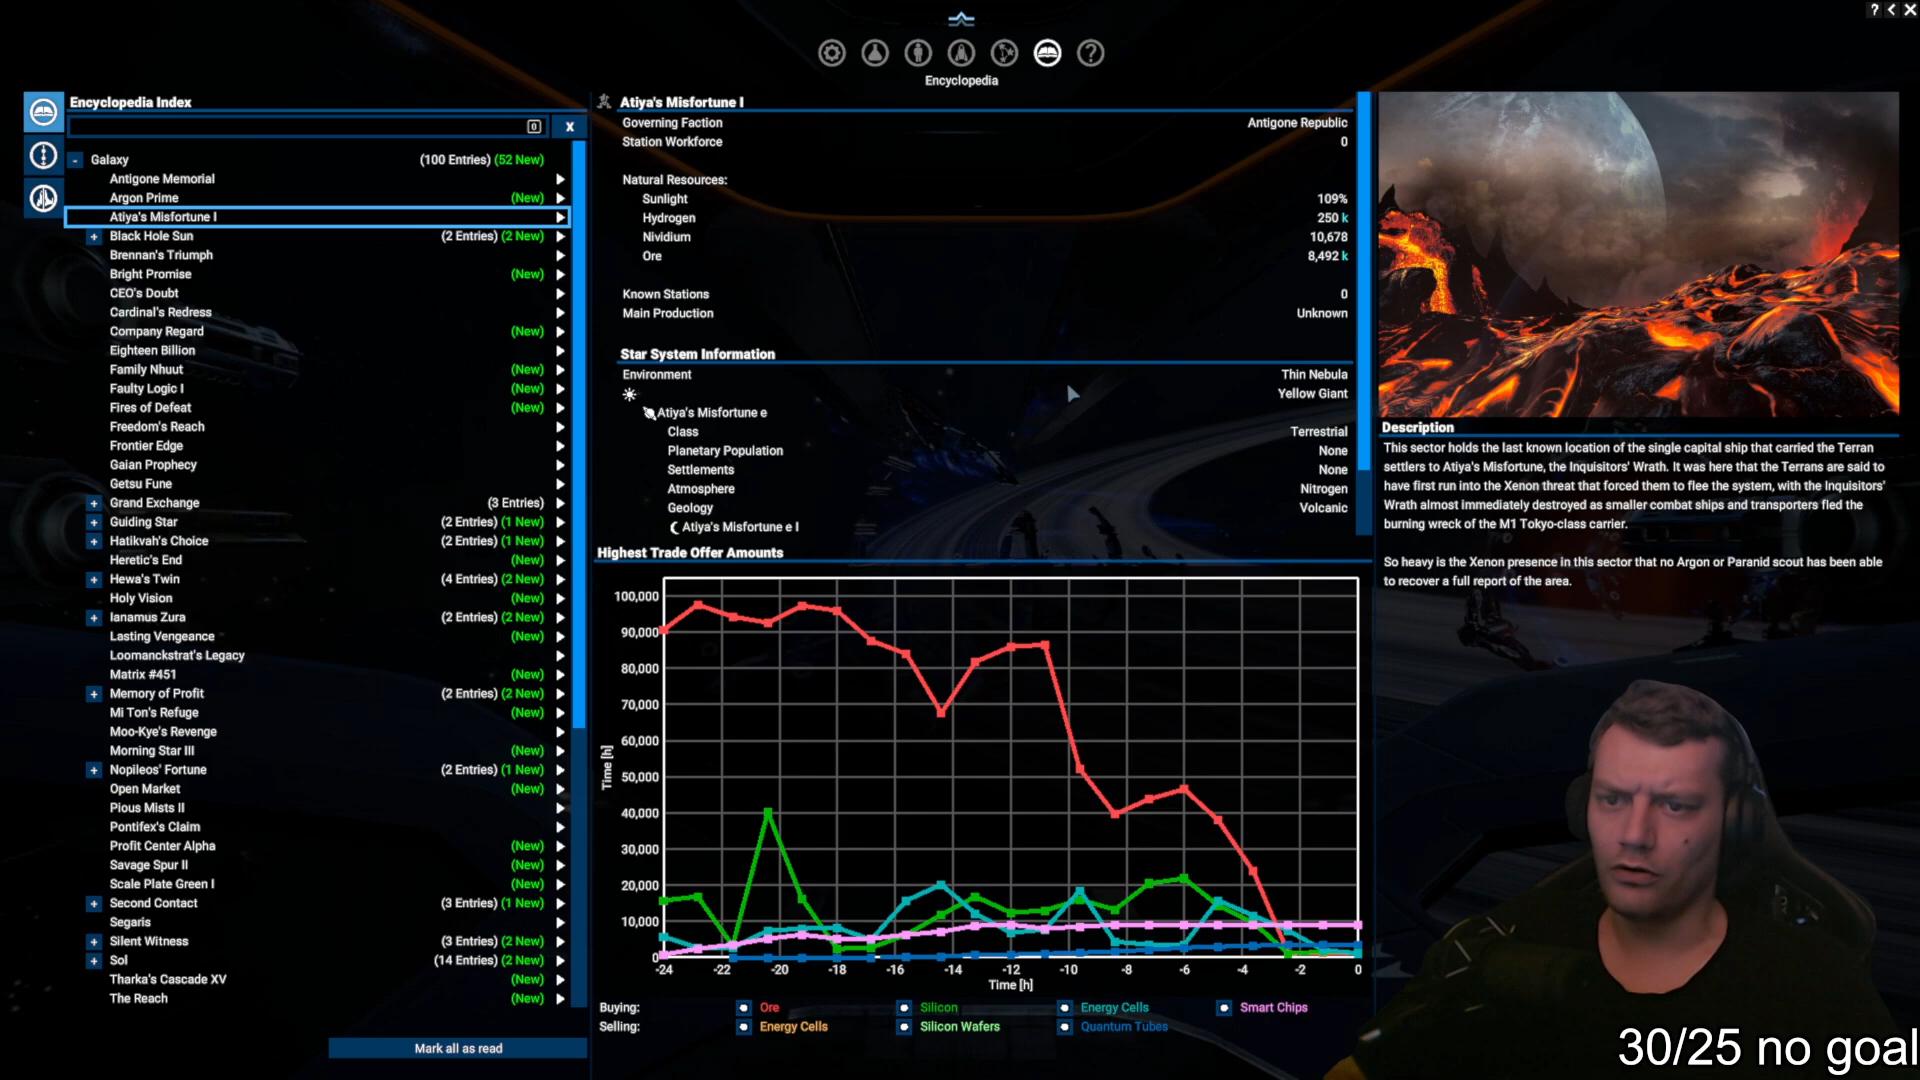 ? < X
Encyclopedia
Encyclopedia Index
0 X
- Galaxy (100 Entries) (52 New)
Antigone Memorial
Argon Prime (New)
Atiya's Misfortune I
+ Black Hole Sun (2 Entries) (2 New)
Brennan's Triumph
Bright Promise (New)
CEO's Doubt
Cardinal's Redress
Company Regard (New)
Eighteen Billion
Family Nhuut (New)
Faulty Logic I (New)
Fires of Defeat (New)
Freedom's Reach
Frontier Edge
Gaian Prophecy
Getsu Fune
+ Grand Exchange (3 Entries)
+ Guiding Star (2 Entries) (1 New)
+ Hatikvah's Choice (2 Entries) (1 New)
Heretic's End (New)
+ Hewa's Twin (4 Entries) (2 New)
Holy Vision (New)
+ Ianamus Zura (2 Entries) (2 New)
Lasting Vengeance (New)
Loomanckstrat's Legacy
Matrix #451 (New)
+ Memory of Profit (2 Entries) (2 New)
Mi Ton's Refuge (New)
Moo-Kye's Revenge
Morning Star III (New)
+ Nopileos' Fortune (2 Entries) (1 New)
Open Market (New)
Pious Mists II
Pontifex's Claim
Profit Center Alpha (New)
Savage Spur II (New)
Scale Plate Green I (New)
+ Second Contact (3 Entries) (1 New)
Segaris
+ Silent Witness (3 Entries) (2 New)
+ Sol (14 Entries) (2 New)
Tharka's Cascade XV (New)
The Reach (New)
Mark all as read
Atiya's Misfortune I
Governing Faction Antigone Republic
Station Workforce 0
Natural Resources:
Sunlight 109%
Hydrogen 250 k
Nividium 10,678
Ore 8,492 k
Known Stations 0
Main Production Unknown
Star System Information
Environment Thin Nebula
Yellow Giant
Atiya's Misfortune e
Class Terrestrial
Planetary Population None
Settlements None
Atmosphere Nitrogen
Geology Volcanic
Atiya's Misfortune e I
Highest Trade Offer Amounts
Time [h]
100,000
90,000
80,000
70,000
60,000
50,000
40,000
30,000
20,000
10,000
0
-24 -22 -20 -18 -16 -14 -12 -10 -8 -6 -4 -2 0
Time [h]
Buying: Ore Silicon Energy Cells Smart Chips
Selling: Energy Cells Silicon Wafers Quantum Tubes
Description
This sector holds the last known location of the single capital ship that carried the Terran
settlers to Atiya's Misfortune, the Inquisitors' Wrath. It was here that the Terrans are said to
have first run into the Xenon threat that forced them to flee the system, with the Inquisitors'
Wrath almost immediately destroyed as smaller combat ships and transporters fled the
burning wreck of the M1 Tokyo-class carrier.
So heavy is the Xenon presence in this sector that no Argon or Paranid scout has been able
to recover a full report of the area.
30/25 no goal